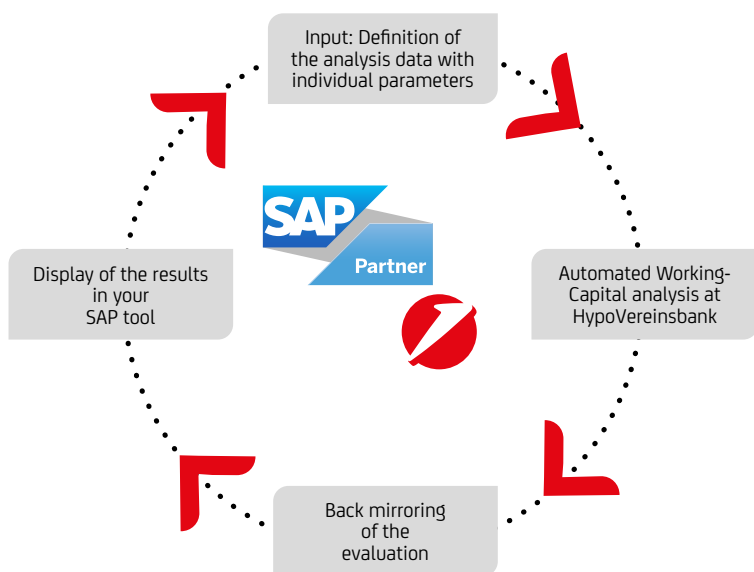 Input: Definition of
the analysis data with
individual parameters
SAP
Partner
Display of the results
in your
SAP tool
Automated Working-
Capital analysis at
HypoVereinsbank
Back mirroring
of the
evaluation